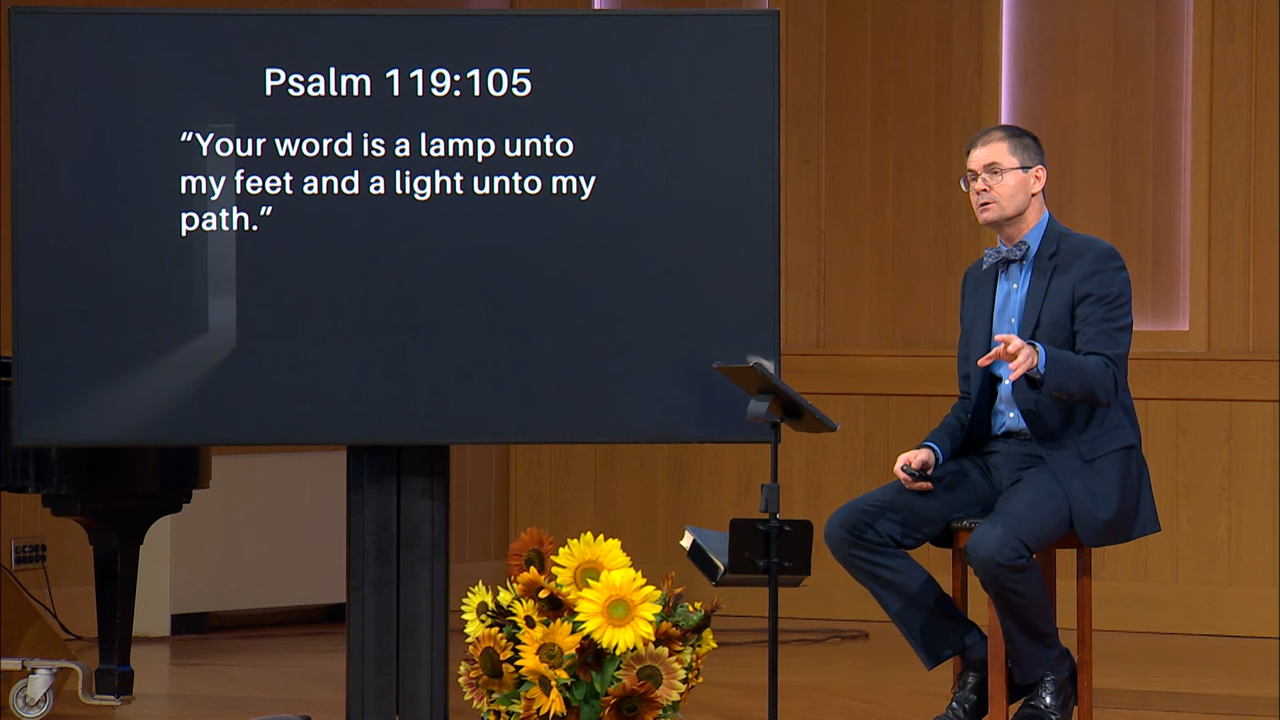 Psalm 119:105
“Your word is a lamp unto
my feet and a light unto my
path.”